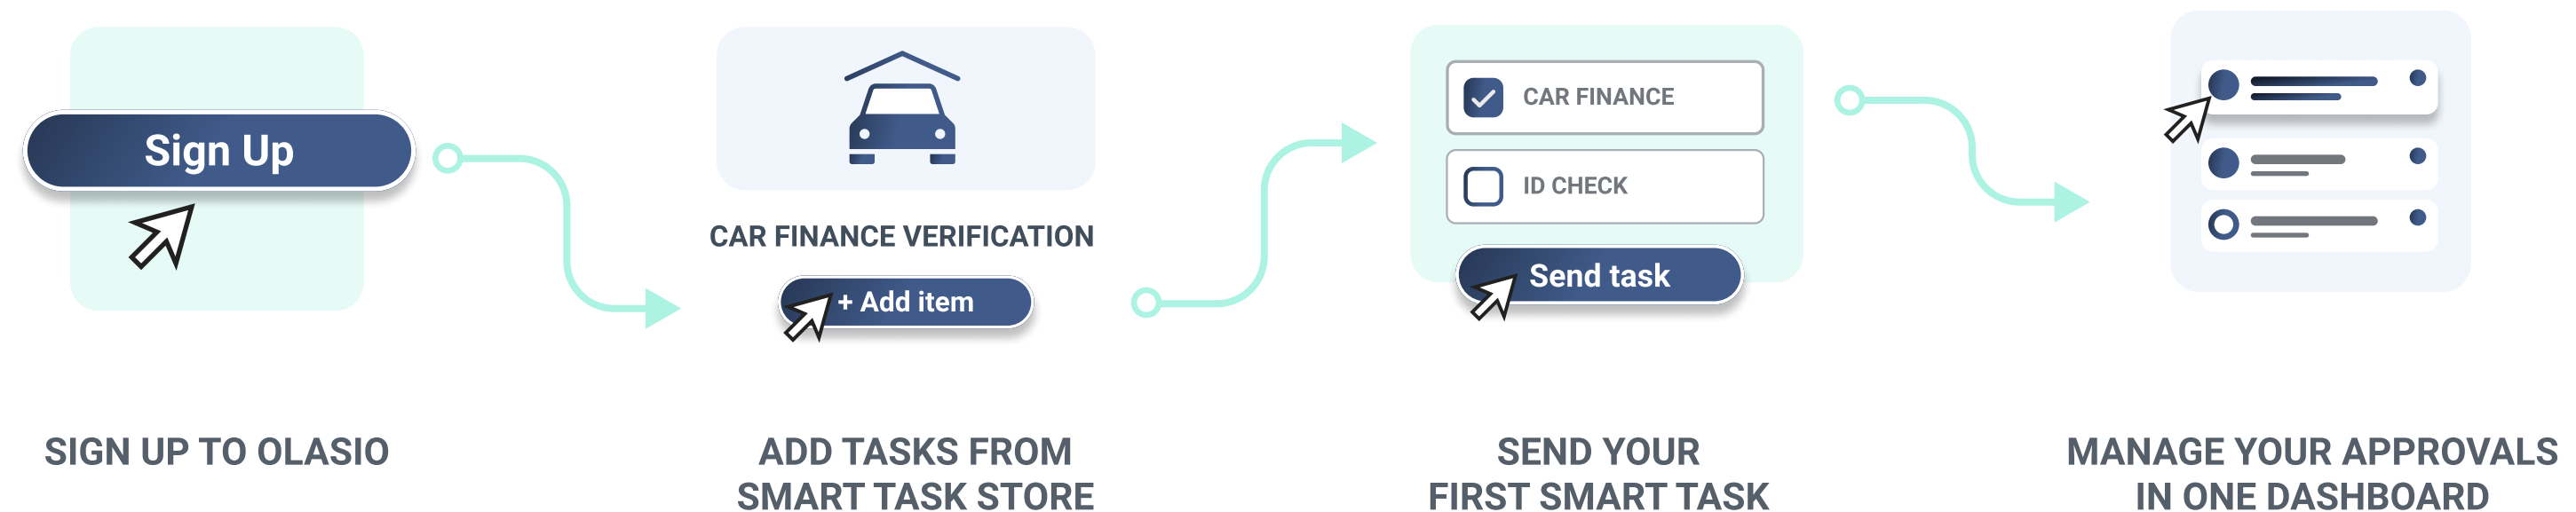 Sign Up
SIGN UP TO OLASIO
CAR FINANCE VERIFICATION
+ Add item
ADD TASKS FROM
SMART TASK STORE
CAR FINANCE
ID CHECK
Send task
SEND YOUR
FIRST SMART TASK
MANAGE YOUR APPROVALS
IN ONE DASHBOARD